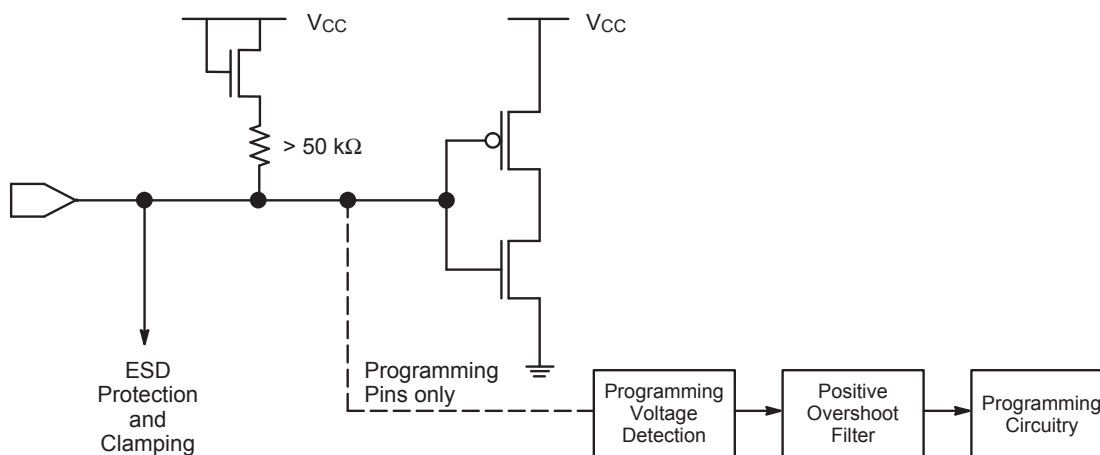 VCC
VCC
> 50 kΩ
ESD
Protection
and
Clamping
Programming
Pins only
Programming
Voltage
Detection
Positive
Overshoot
Filter
Programming
Circuitry